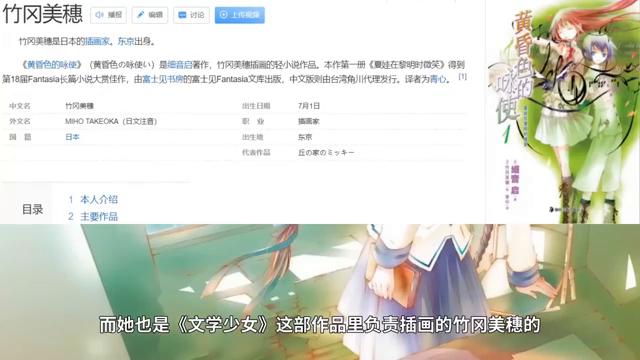 竹冈美穗
播报
编辑
讨论
上传视频
竹冈美穗是日本的插画家。东京出身。
《黄昏色的咏使》（黄昏色の咏使い）是细音启著作，竹冈美穗插画的轻小说作品。本作第一册《夏娃在黎明时微笑》得到
第18届Fantasia长篇小说大赏佳作，由富士见书房的富士见Fantasia文库出版，中文版则由台湾角川代理发行。译者为青心。 [1]
中文名 竹冈美穂
出生日期 7月1日
外文名 MIHO TAKEOKA（日文注音）
职业 插画家
国籍 日本
出生地 东京
代表作品 丘の家のミッキー
目录
1 本人介绍
2 主要作品
黄昏色的咏使
1
细音启
而她也是《文学少女》这部作品里负责插画的竹冈美穗的